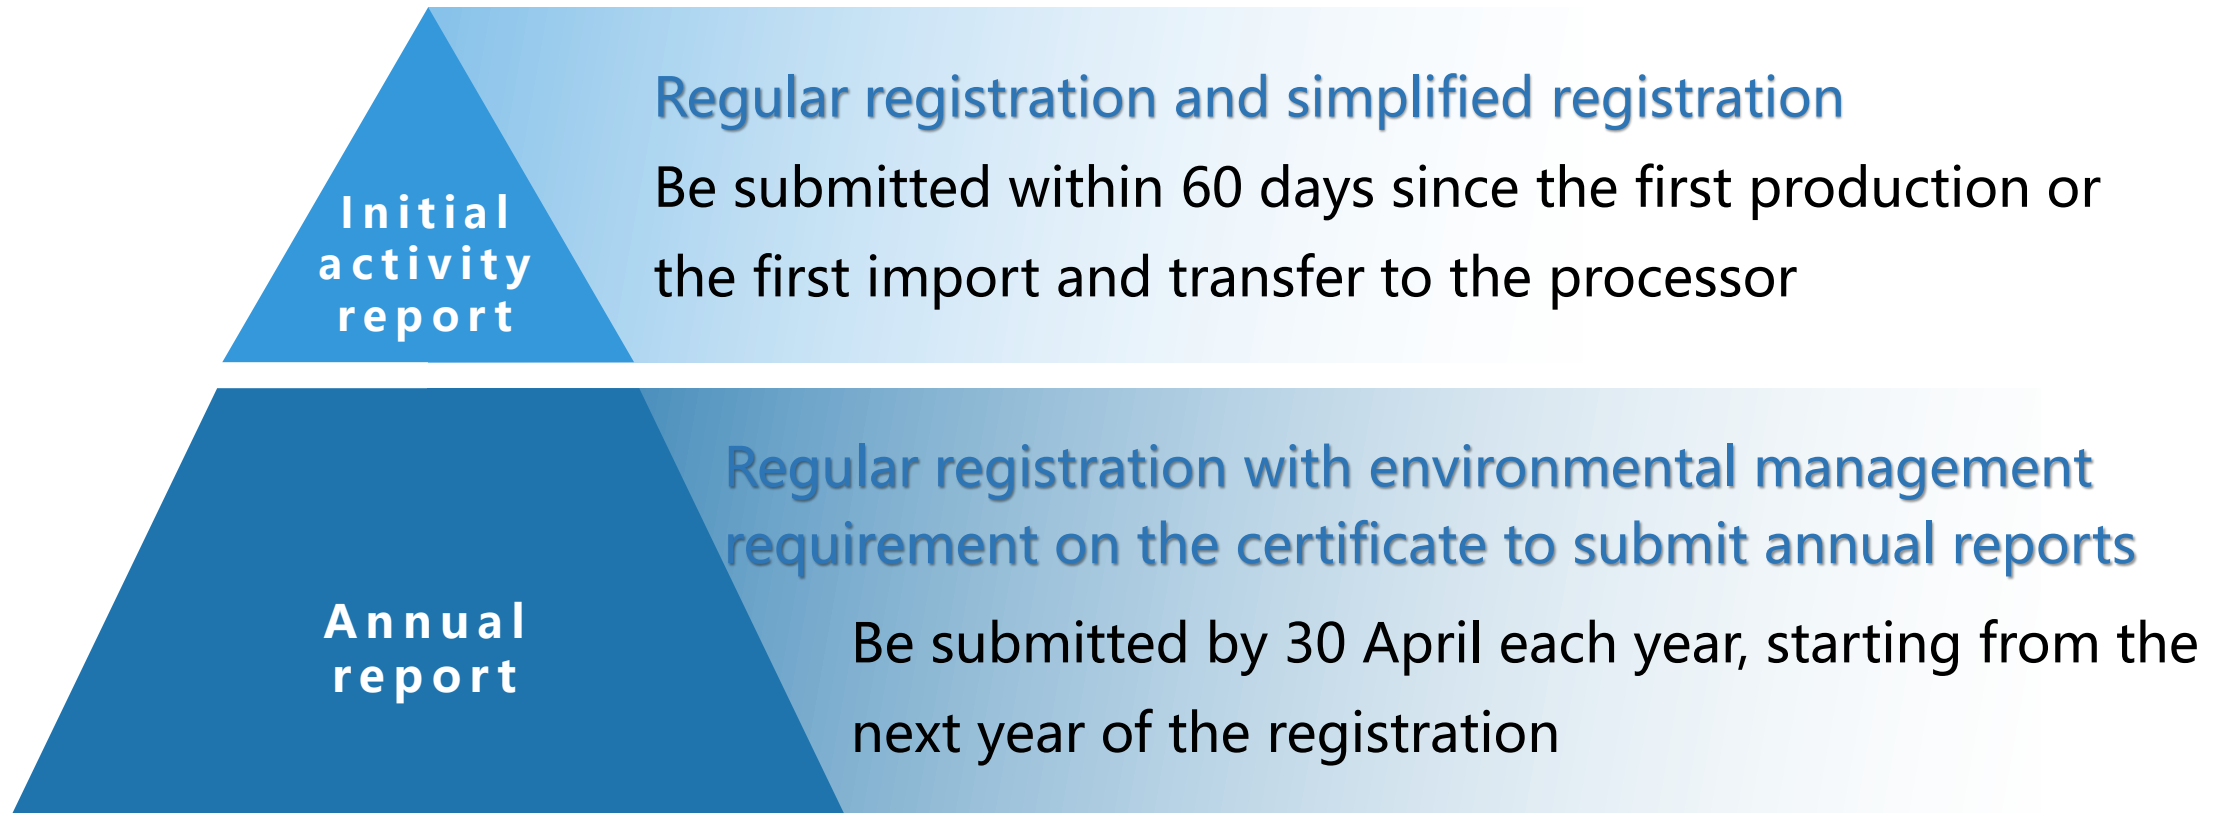 Initial
activity
report
Regular registration and simplified registration
Be submitted within 60 days since the first production or
the first import and transfer to the processor
Annual
report
Regular registration with environmental management
requirement on the certificate to submit annual reports
Be submitted by 30 April each year, starting from the
next year of the registration